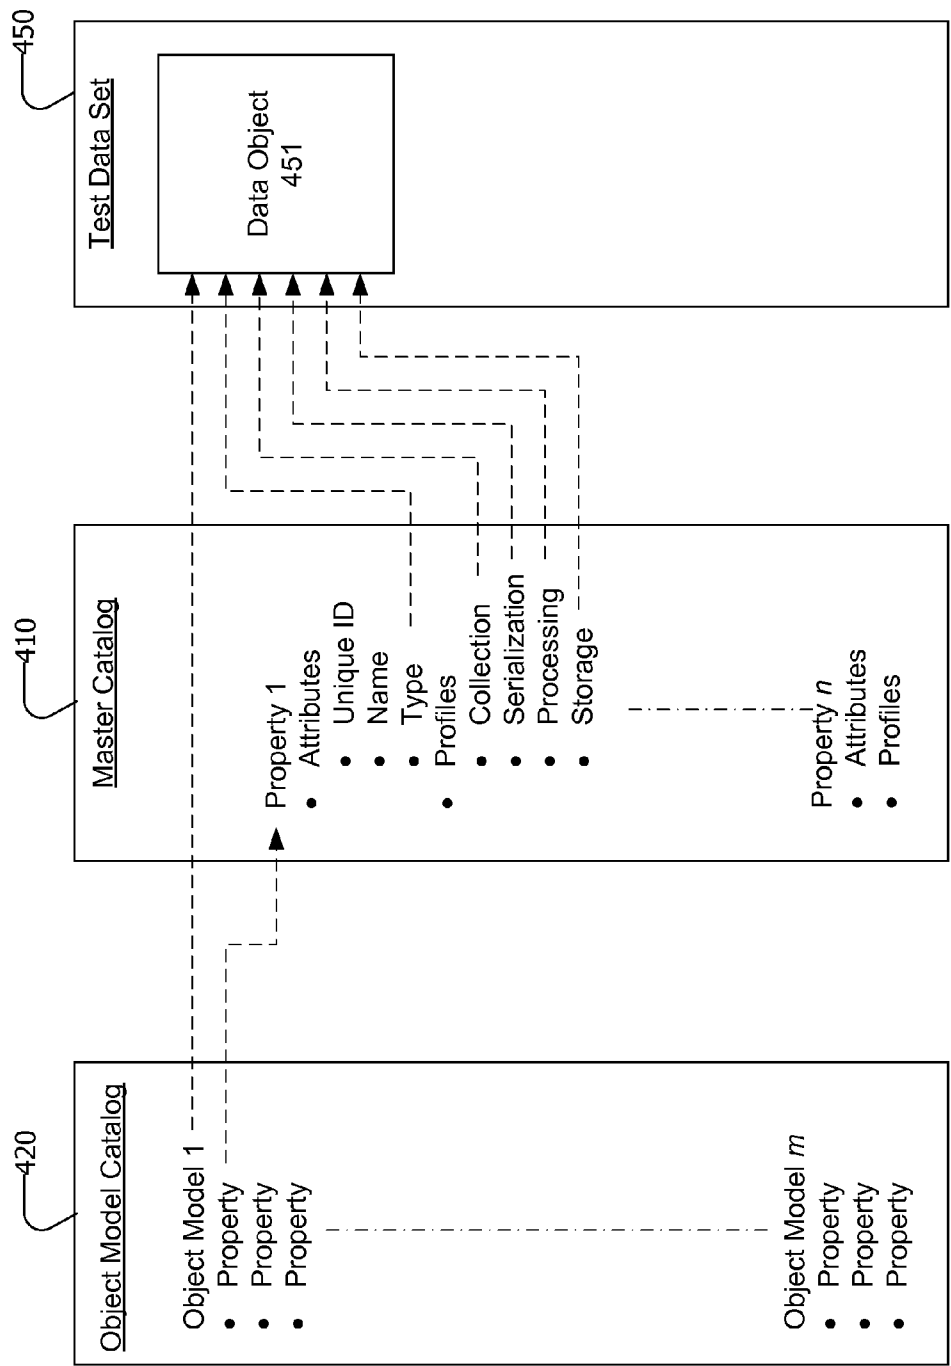 420
Object Model Catalog
Object Model 1
• Property
• Property
• Property
Object Model m
• Property
• Property
• Property
410
Master Catalog
Property 1
• Attributes
• Unique ID
• Name
• Type
• Profiles
• Collection
• Serialization
• Processing
• Storage
Property n
• Attributes
• Profiles
450
Test Data Set
Data Object
451